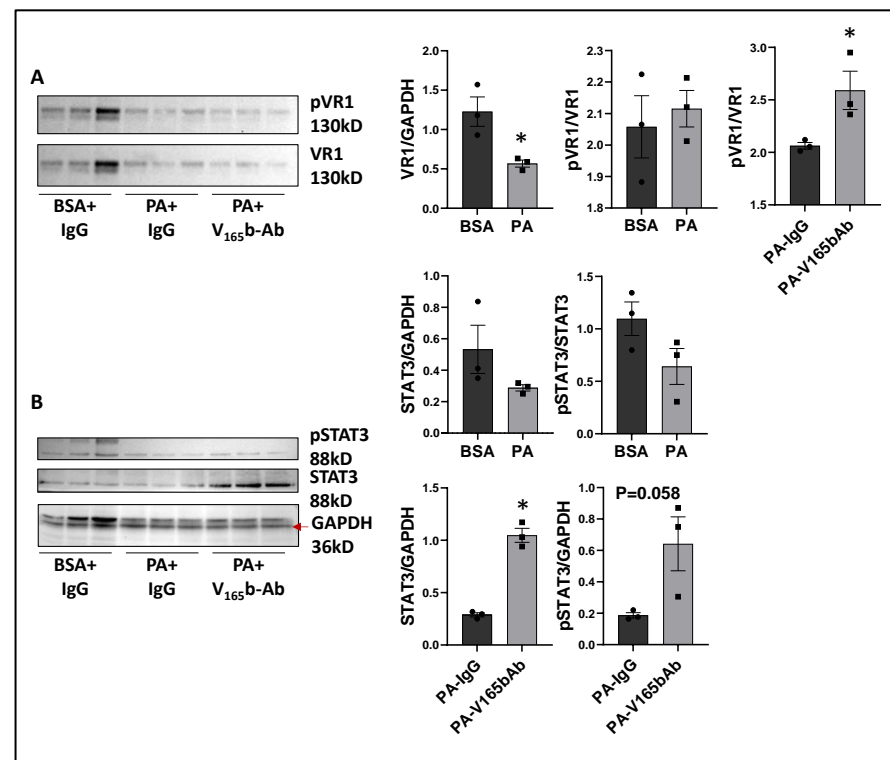 A
pVR1
130kD
VR1
130kD
BSA+ PA+ PA+
IgG IgG V₁₆₅b-Ab
VR1/GAPDH
2.0
1.5
1.0
0.5
0.0
*
BSA PA
pVR1/VR1
2.3
2.2
2.1
2.0
1.9
1.8
BSA PA
pVR1/VR1
3.0
2.5
2.0
1.5
*
PA-IgG
PA-V165bAb
STAT3/GAPDH
1.0
0.8
0.6
0.4
0.2
0.0
BSA PA
pSTAT3/STAT3
1.5
1.0
0.5
0.0
BSA PA
B
pSTAT3
88kD
STAT3
88kD
GAPDH
36kD
BSA+ PA+ PA+
IgG IgG V₁₆₅b-Ab
STAT3/GAPDH
1.5
1.0
0.5
0.0
*
PA-IgG
PA-V165bAb
pSTAT3/GAPDH
P=0.058
1.0
0.8
0.6
0.4
0.2
0.0
PA-IgG
PA-V165bAb